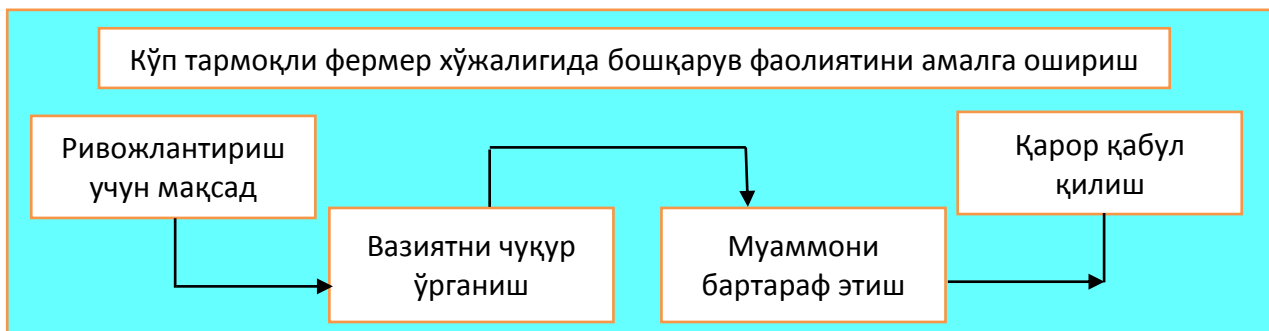 Кўп тармоқли фермер хўжалигида бошқарув фаолиятини амалга ошириш
Ривожлантириш
учун мақсад
Вазиятни чуқур
ўрганиш
Муаммони
бартараф этиш
Қарор қабул
қилиш